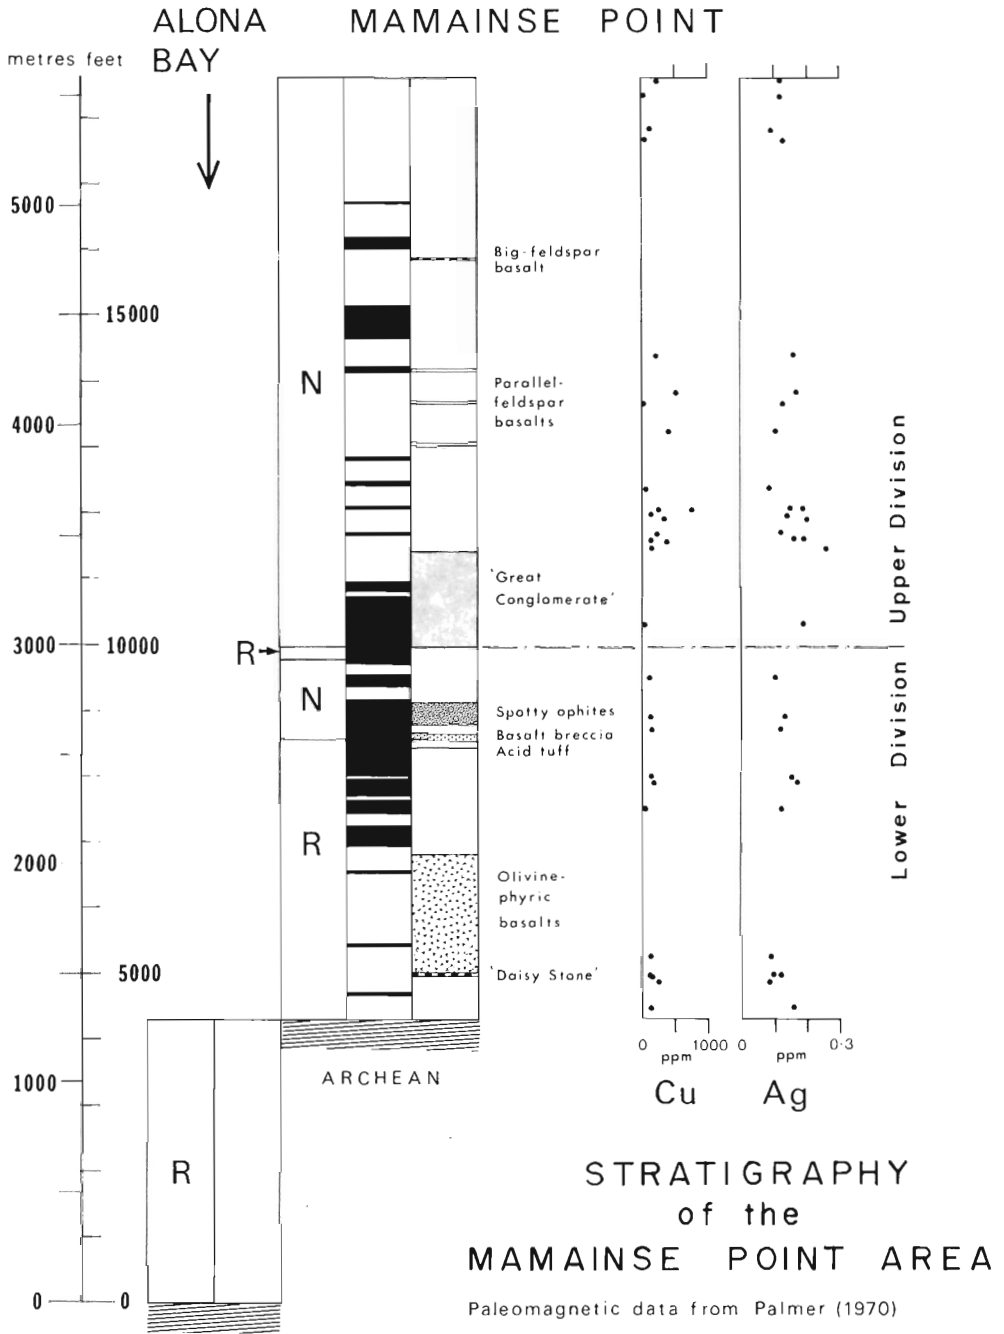 ALONA BAY
MAMAINSE POINT
metres feet
5000
15000
4000
3000
10000
2000
5000
1000
0
0
N
R
N
R
R
Big-feldspar
basalt
Parallel-
feldspar
basalts
'Great
Conglomerate'
Spotty ophites
Basalt breccia
Acid tuff
Olivine-
phyric
basalts
'Daisy Stone'
ARCHEAN
Upper Division
Lower Division
0 1000
ppm
Cu
0 0·3
ppm
Ag
STRATIGRAPHY
of the
MAMAINSE POINT AREA
Paleomagnetic data from Palmer (1970)